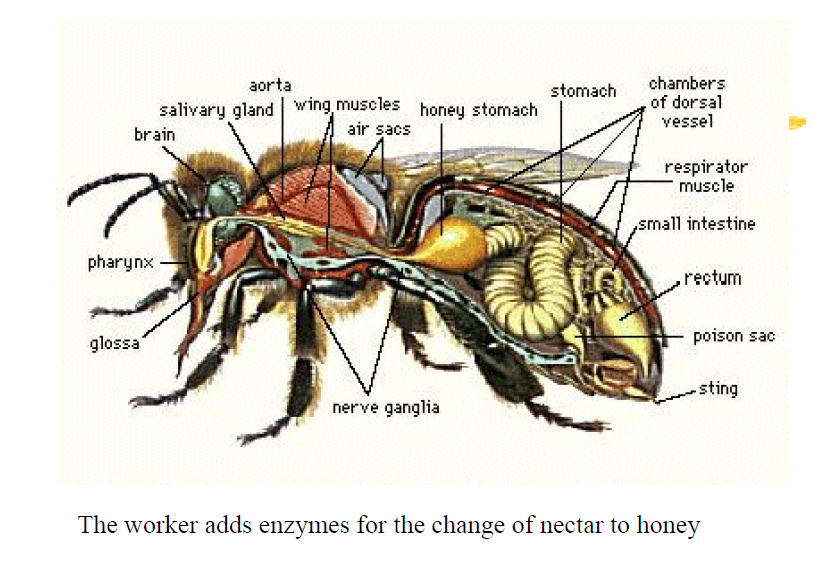 aorta
salivary gland
wing muscles
brain
air sacs
honey stomach
stomach
chambers
of dorsal
vessel
respirator
muscle
small intestine
rectum
poison sac
sting
pharynx
glossa
nerve ganglia
The worker adds enzymes for the change of nectar to honey